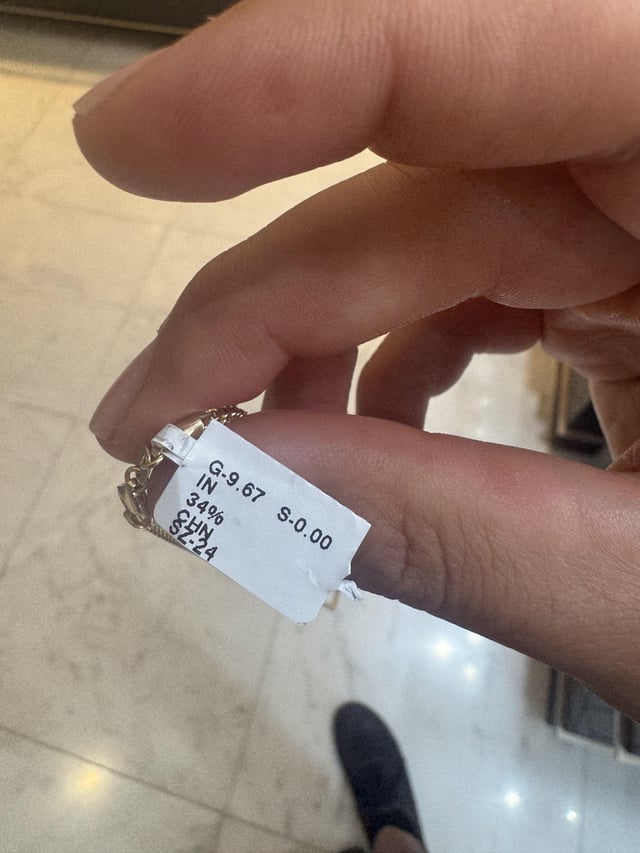 G-9.67 S-0.00
IN
34%
CHN
SZ-24